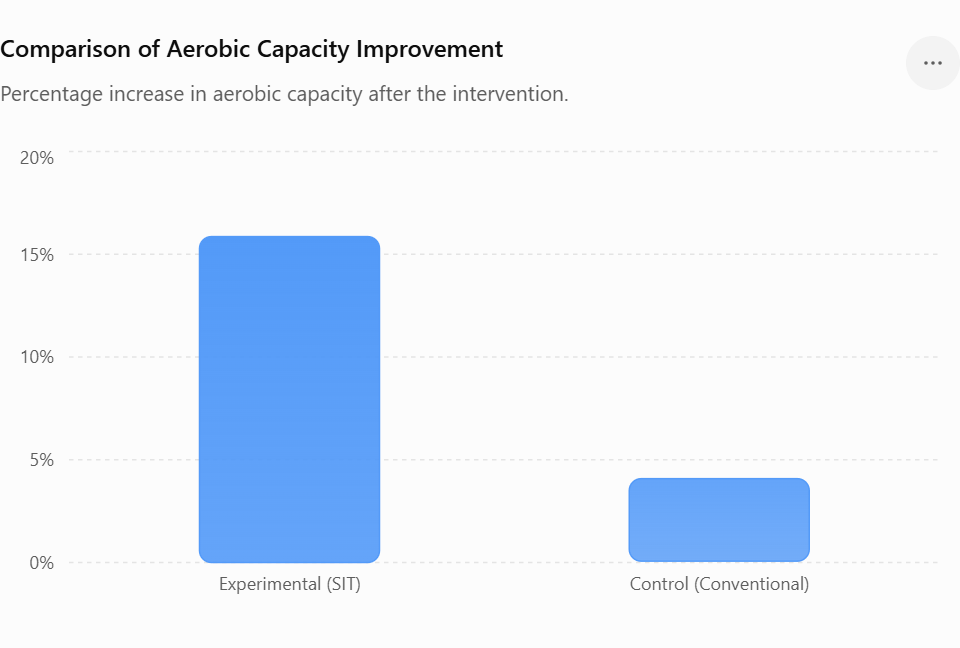 Comparison of Aerobic Capacity Improvement
Percentage increase in aerobic capacity after the intervention.
20%
15%
10%
5%
0%
Experimental (SIT)
Control (Conventional)